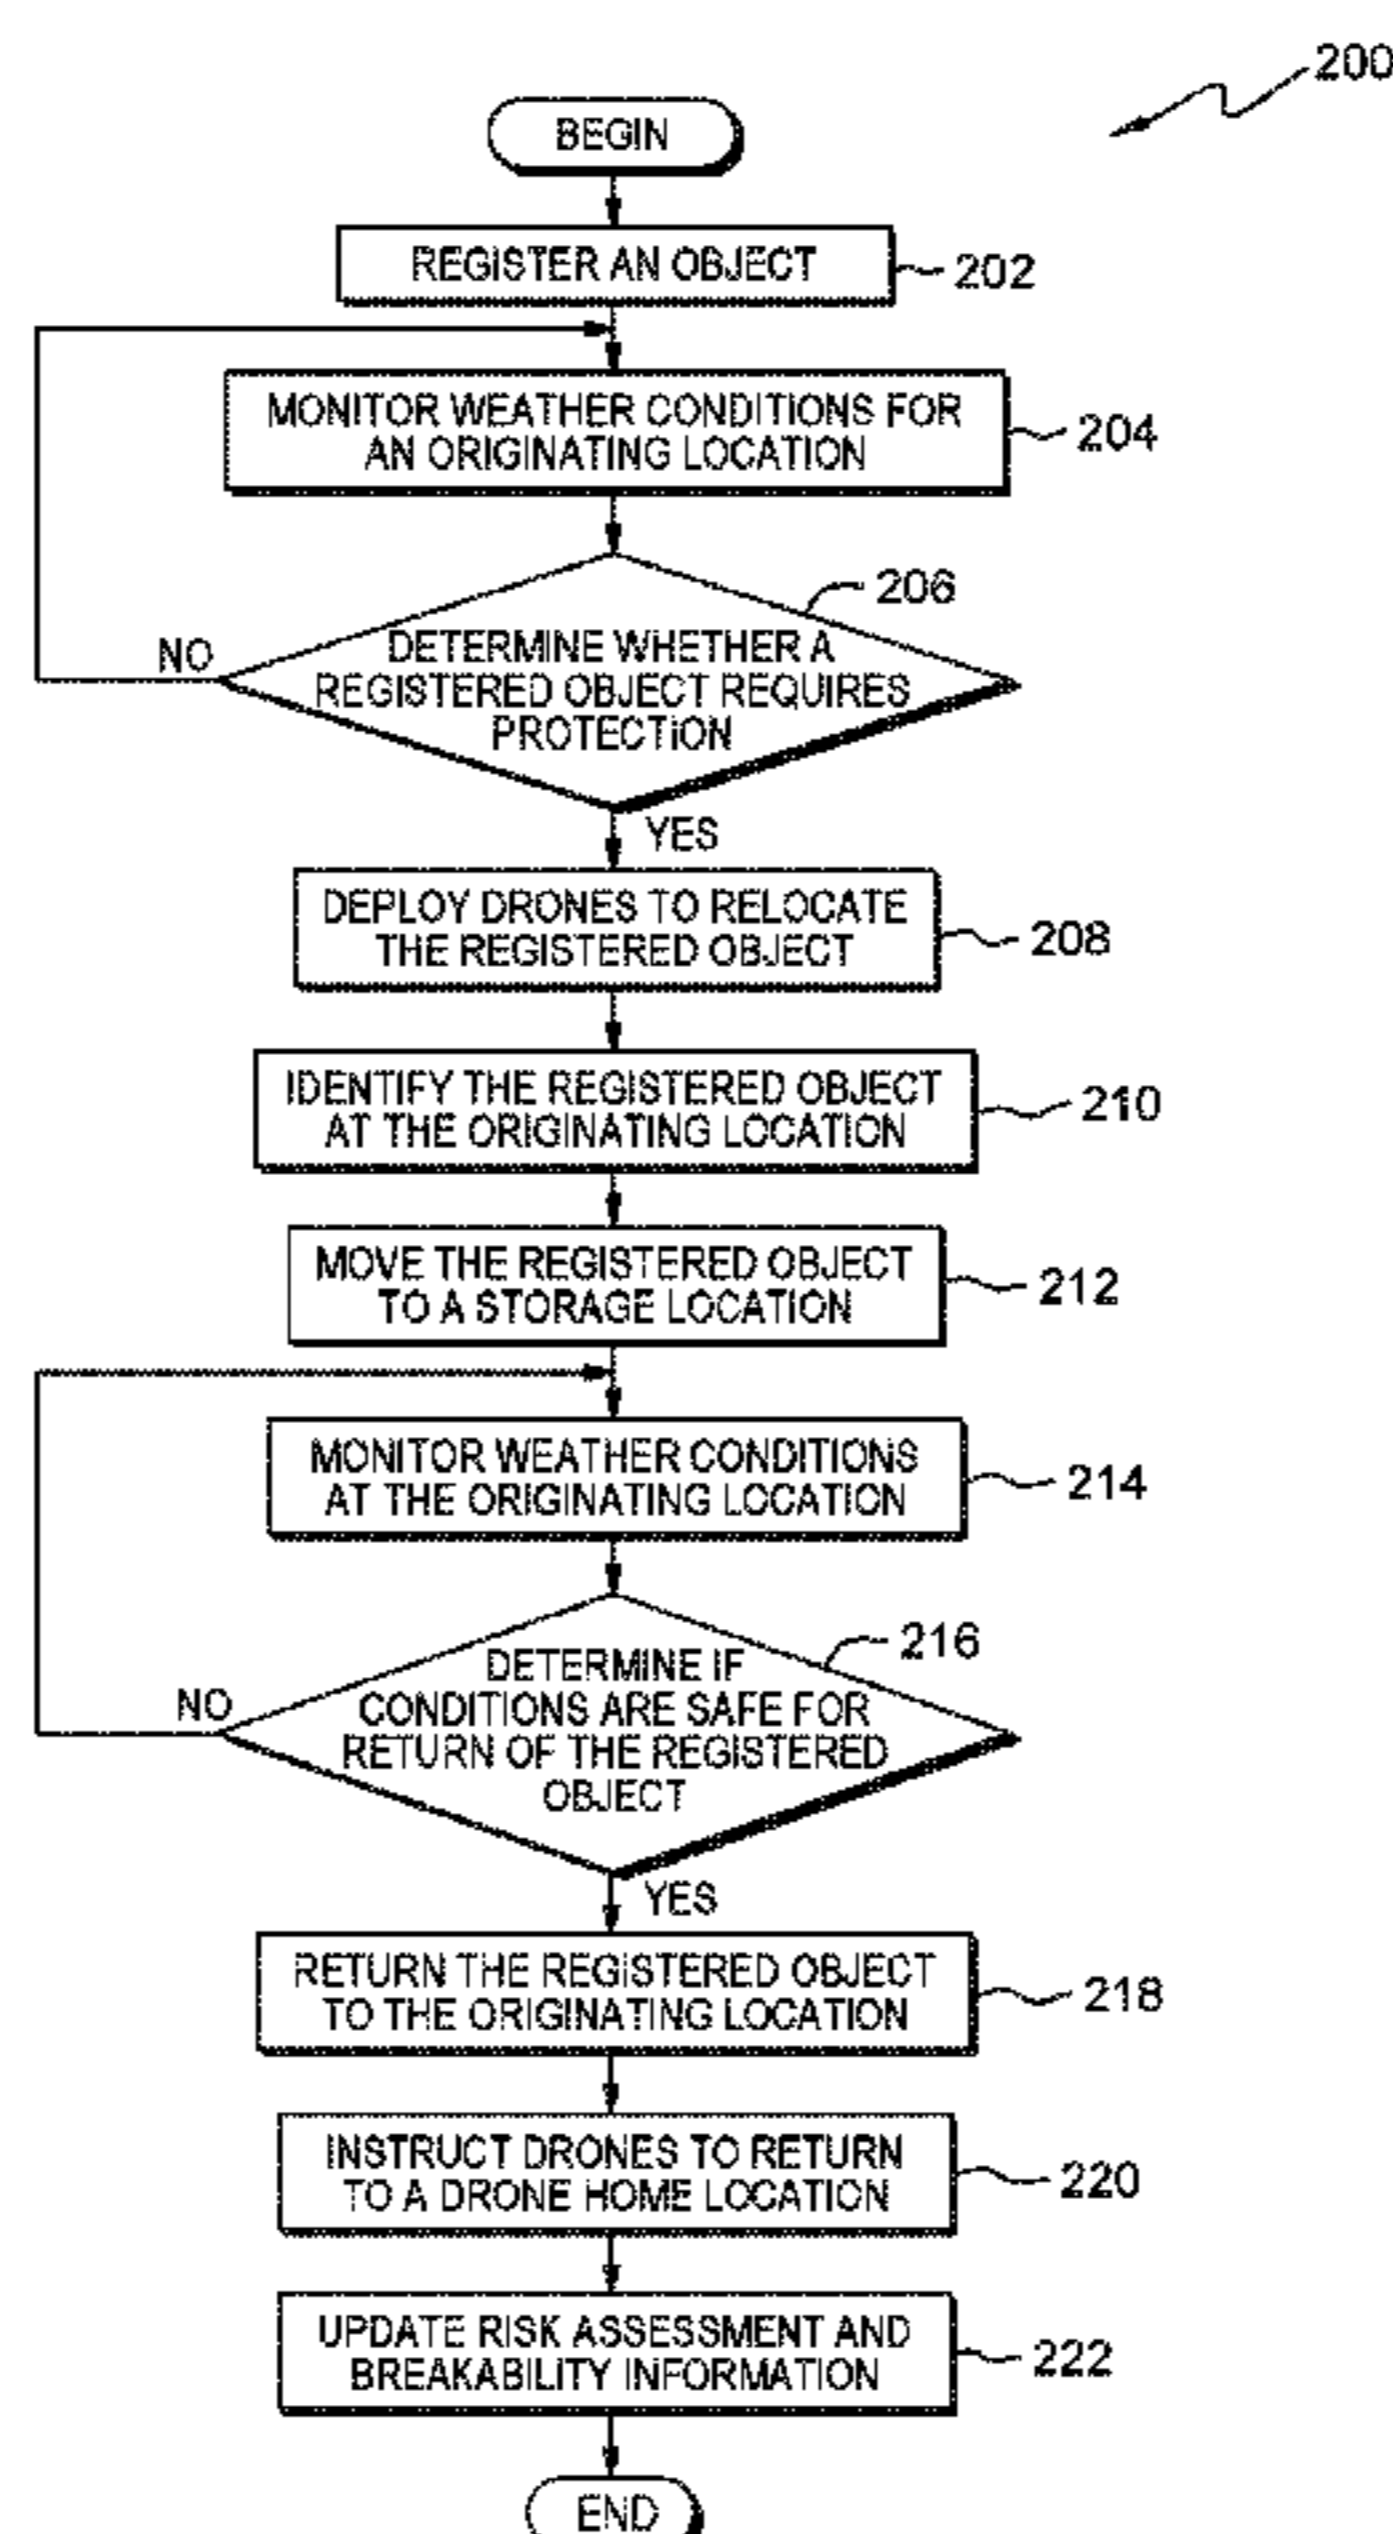 200
BEGIN
REGISTER AN OBJECT
202
MONITOR WEATHER CONDITIONS FOR
AN ORIGINATING LOCATION
204
206
DETERMINE WHETHER A
REGISTERED OBJECT REQUIRES
PROTECTION
NO
YES
DEPLOY DRONES TO RELOCATE
THE REGISTERED OBJECT
208
IDENTIFY THE REGISTERED OBJECT
AT THE ORIGINATING LOCATION
210
MOVE THE REGISTERED OBJECT
TO A STORAGE LOCATION
212
MONITOR WEATHER CONDITIONS
AT THE ORIGINATING LOCATION
214
216
DETERMINE IF
CONDITIONS ARE SAFE FOR
RETURN OF THE REGISTERED
OBJECT
NO
YES
RETURN THE REGISTERED OBJECT
TO THE ORIGINATING LOCATION
218
INSTRUCT DRONES TO RETURN
TO A DRONE HOME LOCATION
220
UPDATE RISK ASSESSMENT AND
BREAKABILITY INFORMATION
222
END